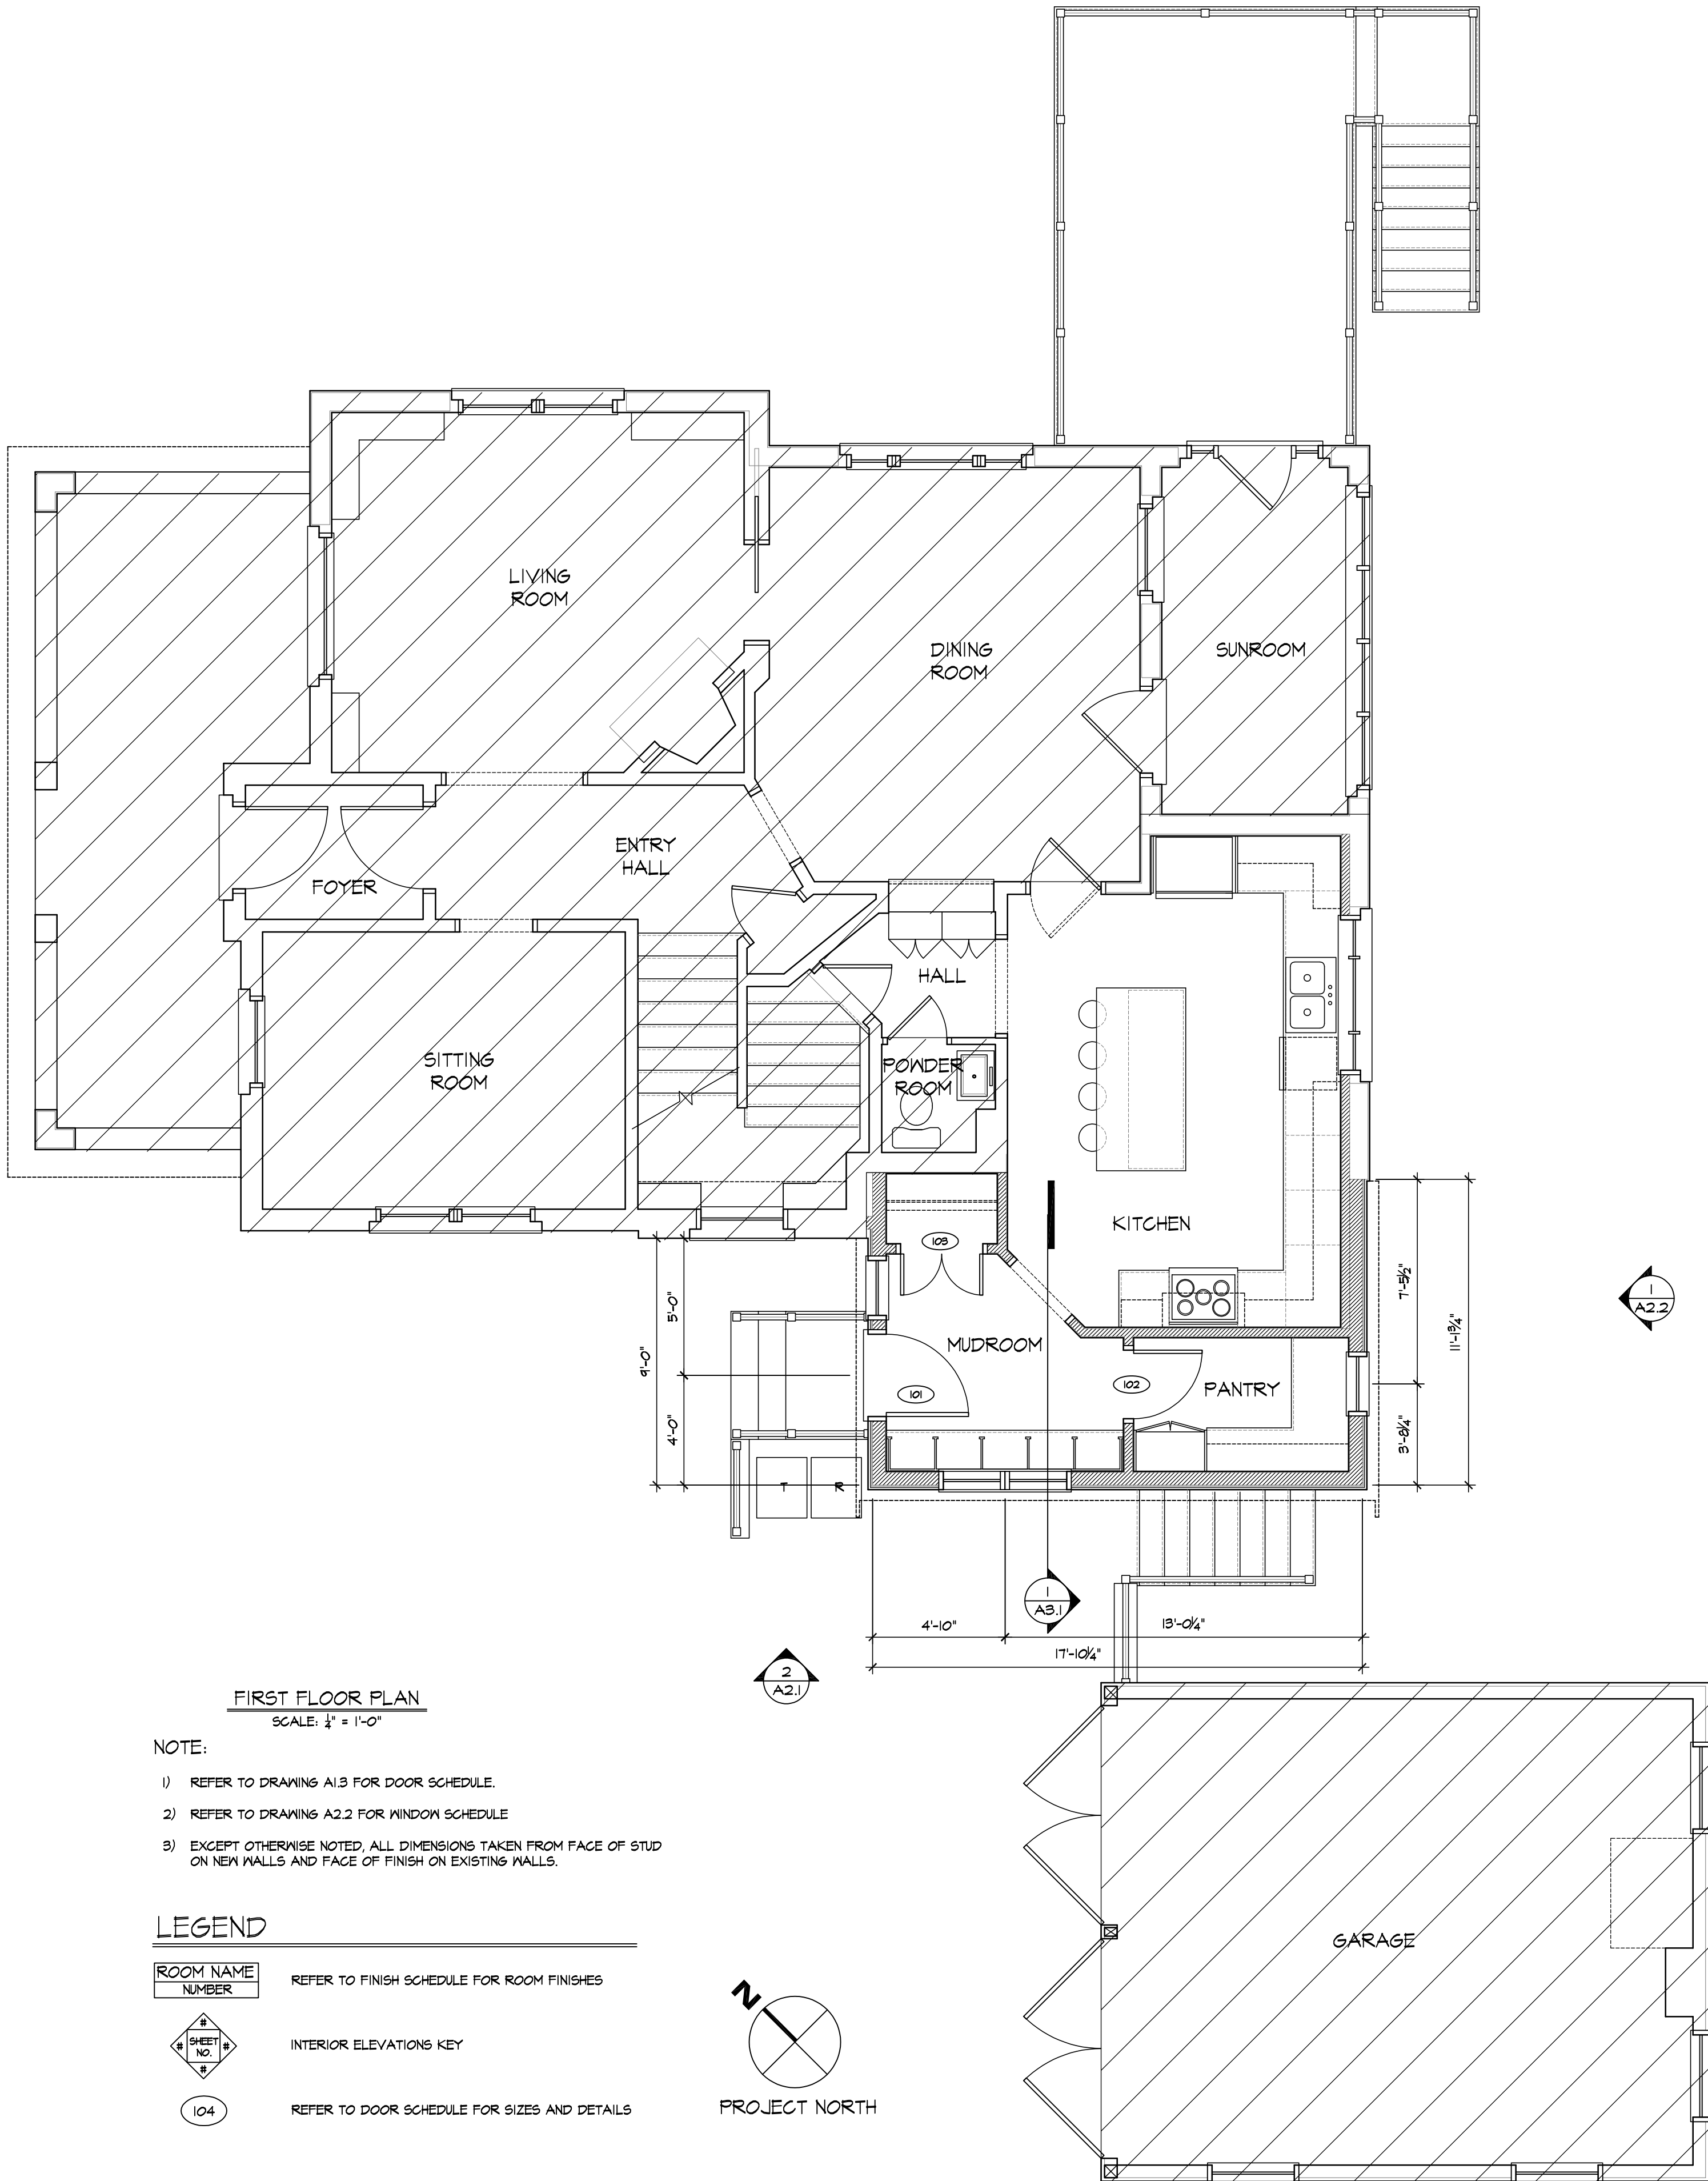 LIVING
ROOM
DINING
ROOM
SUNROOM
ENTRY
HALL
FOYER
HALL
SITTING
ROOM
POWDER
ROOM
KITCHEN
103
MUDROOM
101
102
PANTRY
5'-0"
9'-0"
4'-0"
7'-5½"
11'-1¾"
3'-8¼"
1
A2.2
T
R
1
A3.1
4'-10"
13'-0¼"
17'-10¼"
2
A2.1
FIRST FLOOR PLAN
SCALE: ¼" = 1'-0"
NOTE:
1) REFER TO DRAWING A1.3 FOR DOOR SCHEDULE.
2) REFER TO DRAWING A2.2 FOR WINDOW SCHEDULE
3) EXCEPT OTHERWISE NOTED, ALL DIMENSIONS TAKEN FROM FACE OF STUD
ON NEW WALLS AND FACE OF FINISH ON EXISTING WALLS.
LEGEND
ROOM NAME
NUMBER
REFER TO FINISH SCHEDULE FOR ROOM FINISHES
#
# SHEET #
NO.
#
INTERIOR ELEVATIONS KEY
104
REFER TO DOOR SCHEDULE FOR SIZES AND DETAILS
N
PROJECT NORTH
GARAGE